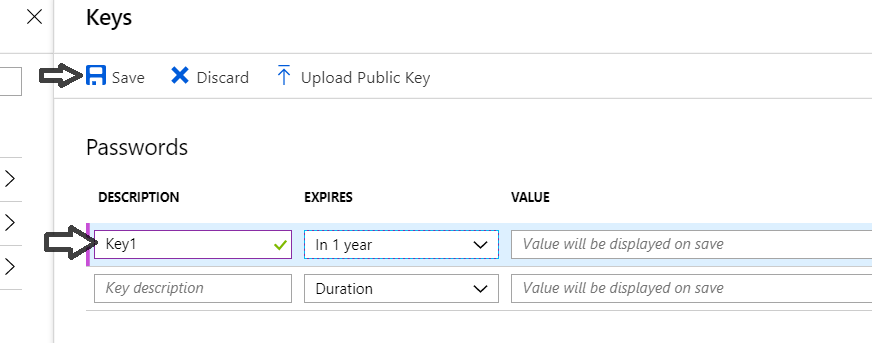 Keys
Save Discard Upload Public Key
Passwords
DESCRIPTION EXPIRES VALUE
Key1 In 1 year Value will be displayed on save
Key description Duration Value will be displayed on save